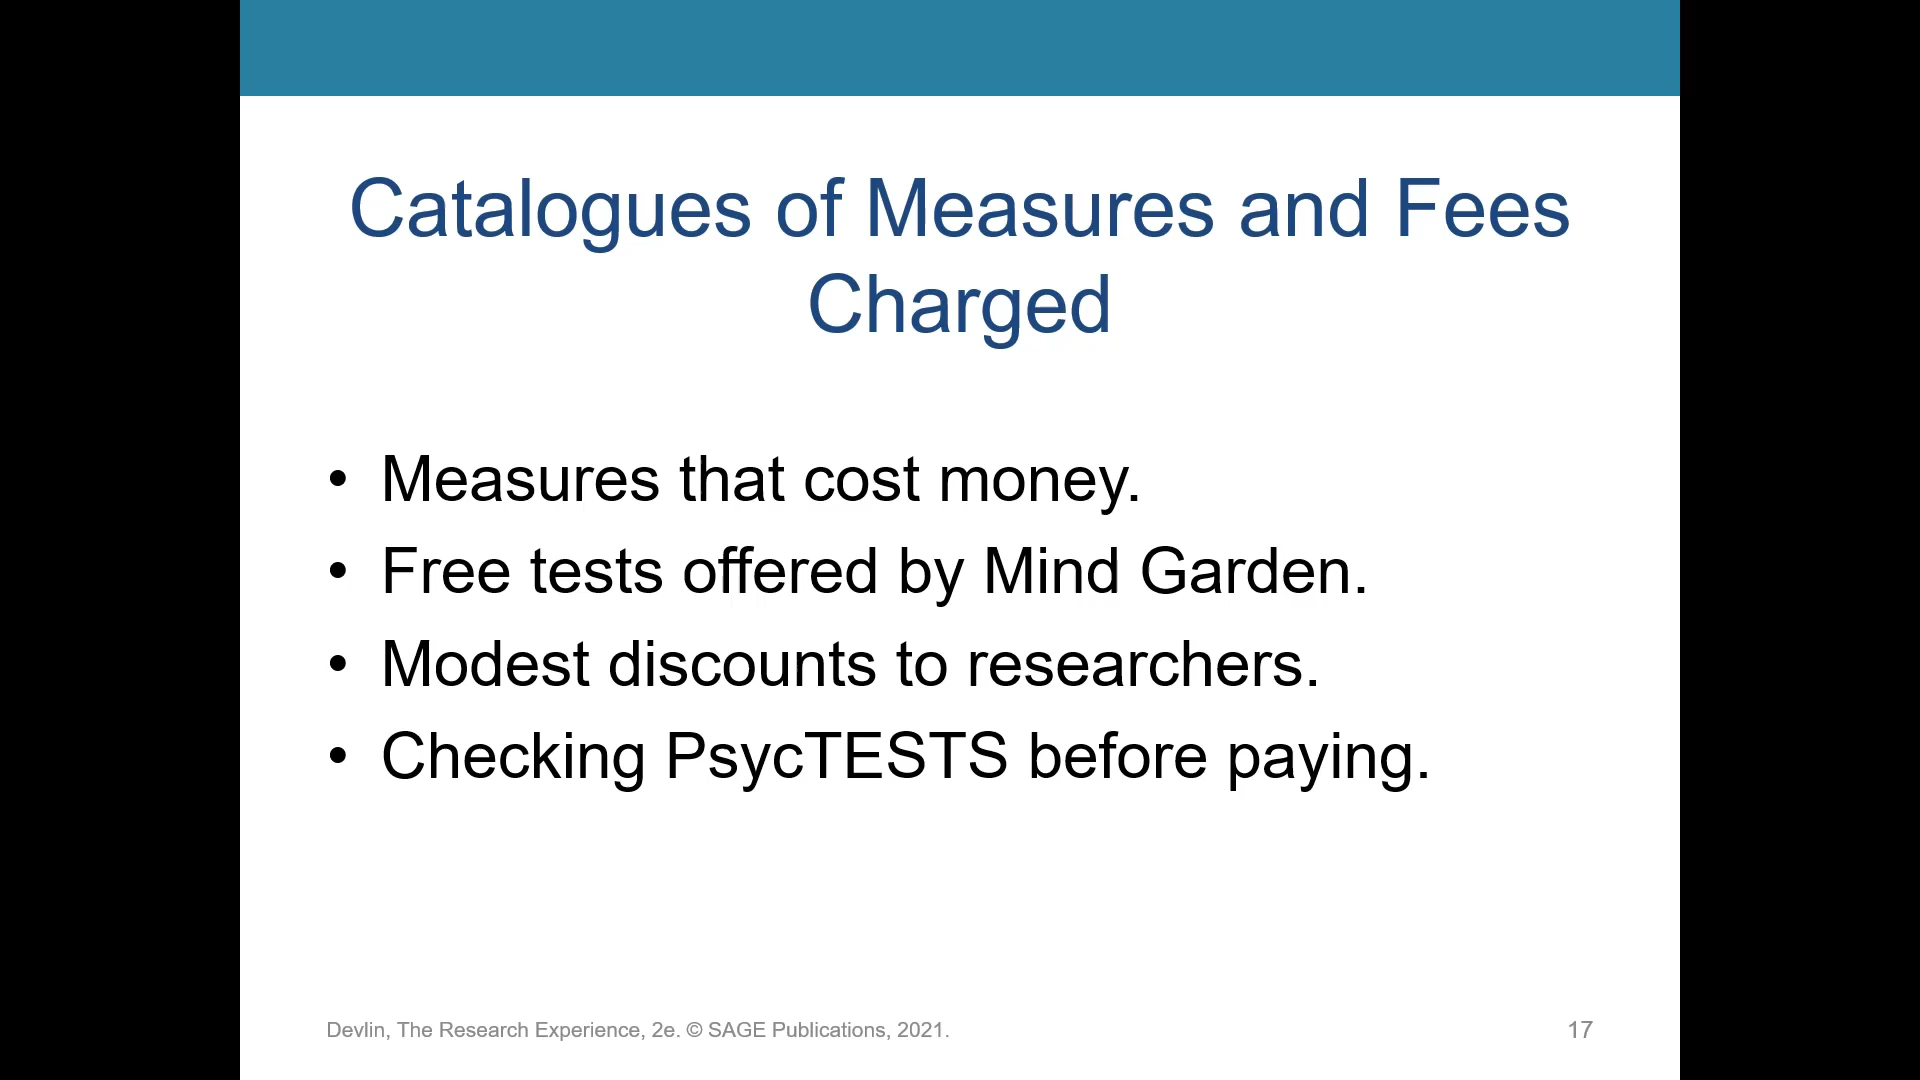 Catalogues of Measures and Fees
Charged
• Measures that cost money.
• Free tests offered by Mind Garden.
• Modest discounts to researchers.
• Checking PsycTESTS before paying.
Devlin, The Research Experience, 2e. © SAGE Publications, 2021.
17